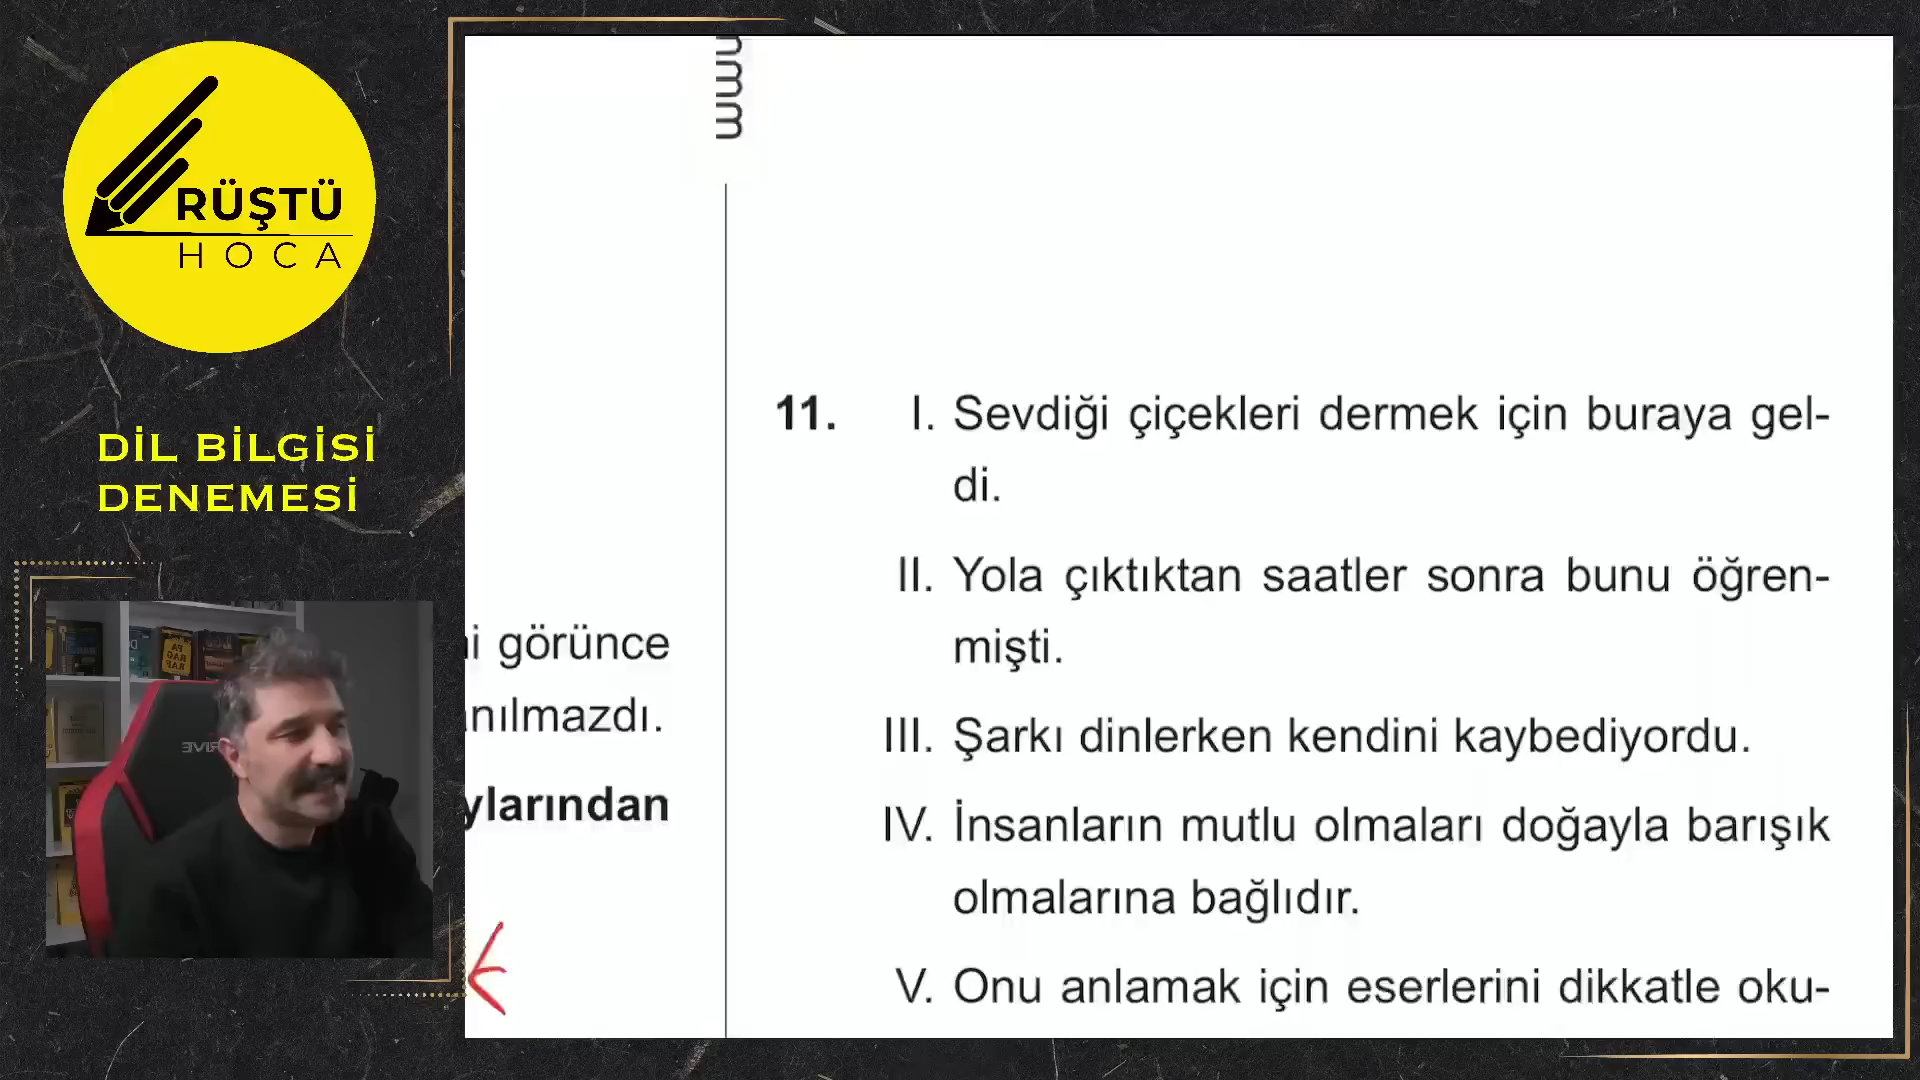 RÜŞTÜ
HOCA
DİL BİLGİSİ
DENEMESİ
görünce
ylarından
11. I. Sevdiği çiçekleri dermek için buraya gel-
di.
II. Yola çıktıktan saatler sonra bunu öğren-
mişti.
III. Şarkı dinlerken kendini kaybediyordu.
IV. İnsanların mutlu olmaları doğayla barışık
olmalarına bağlıdır.
V. Onu anlamak için eserlerini dikkatle oku-